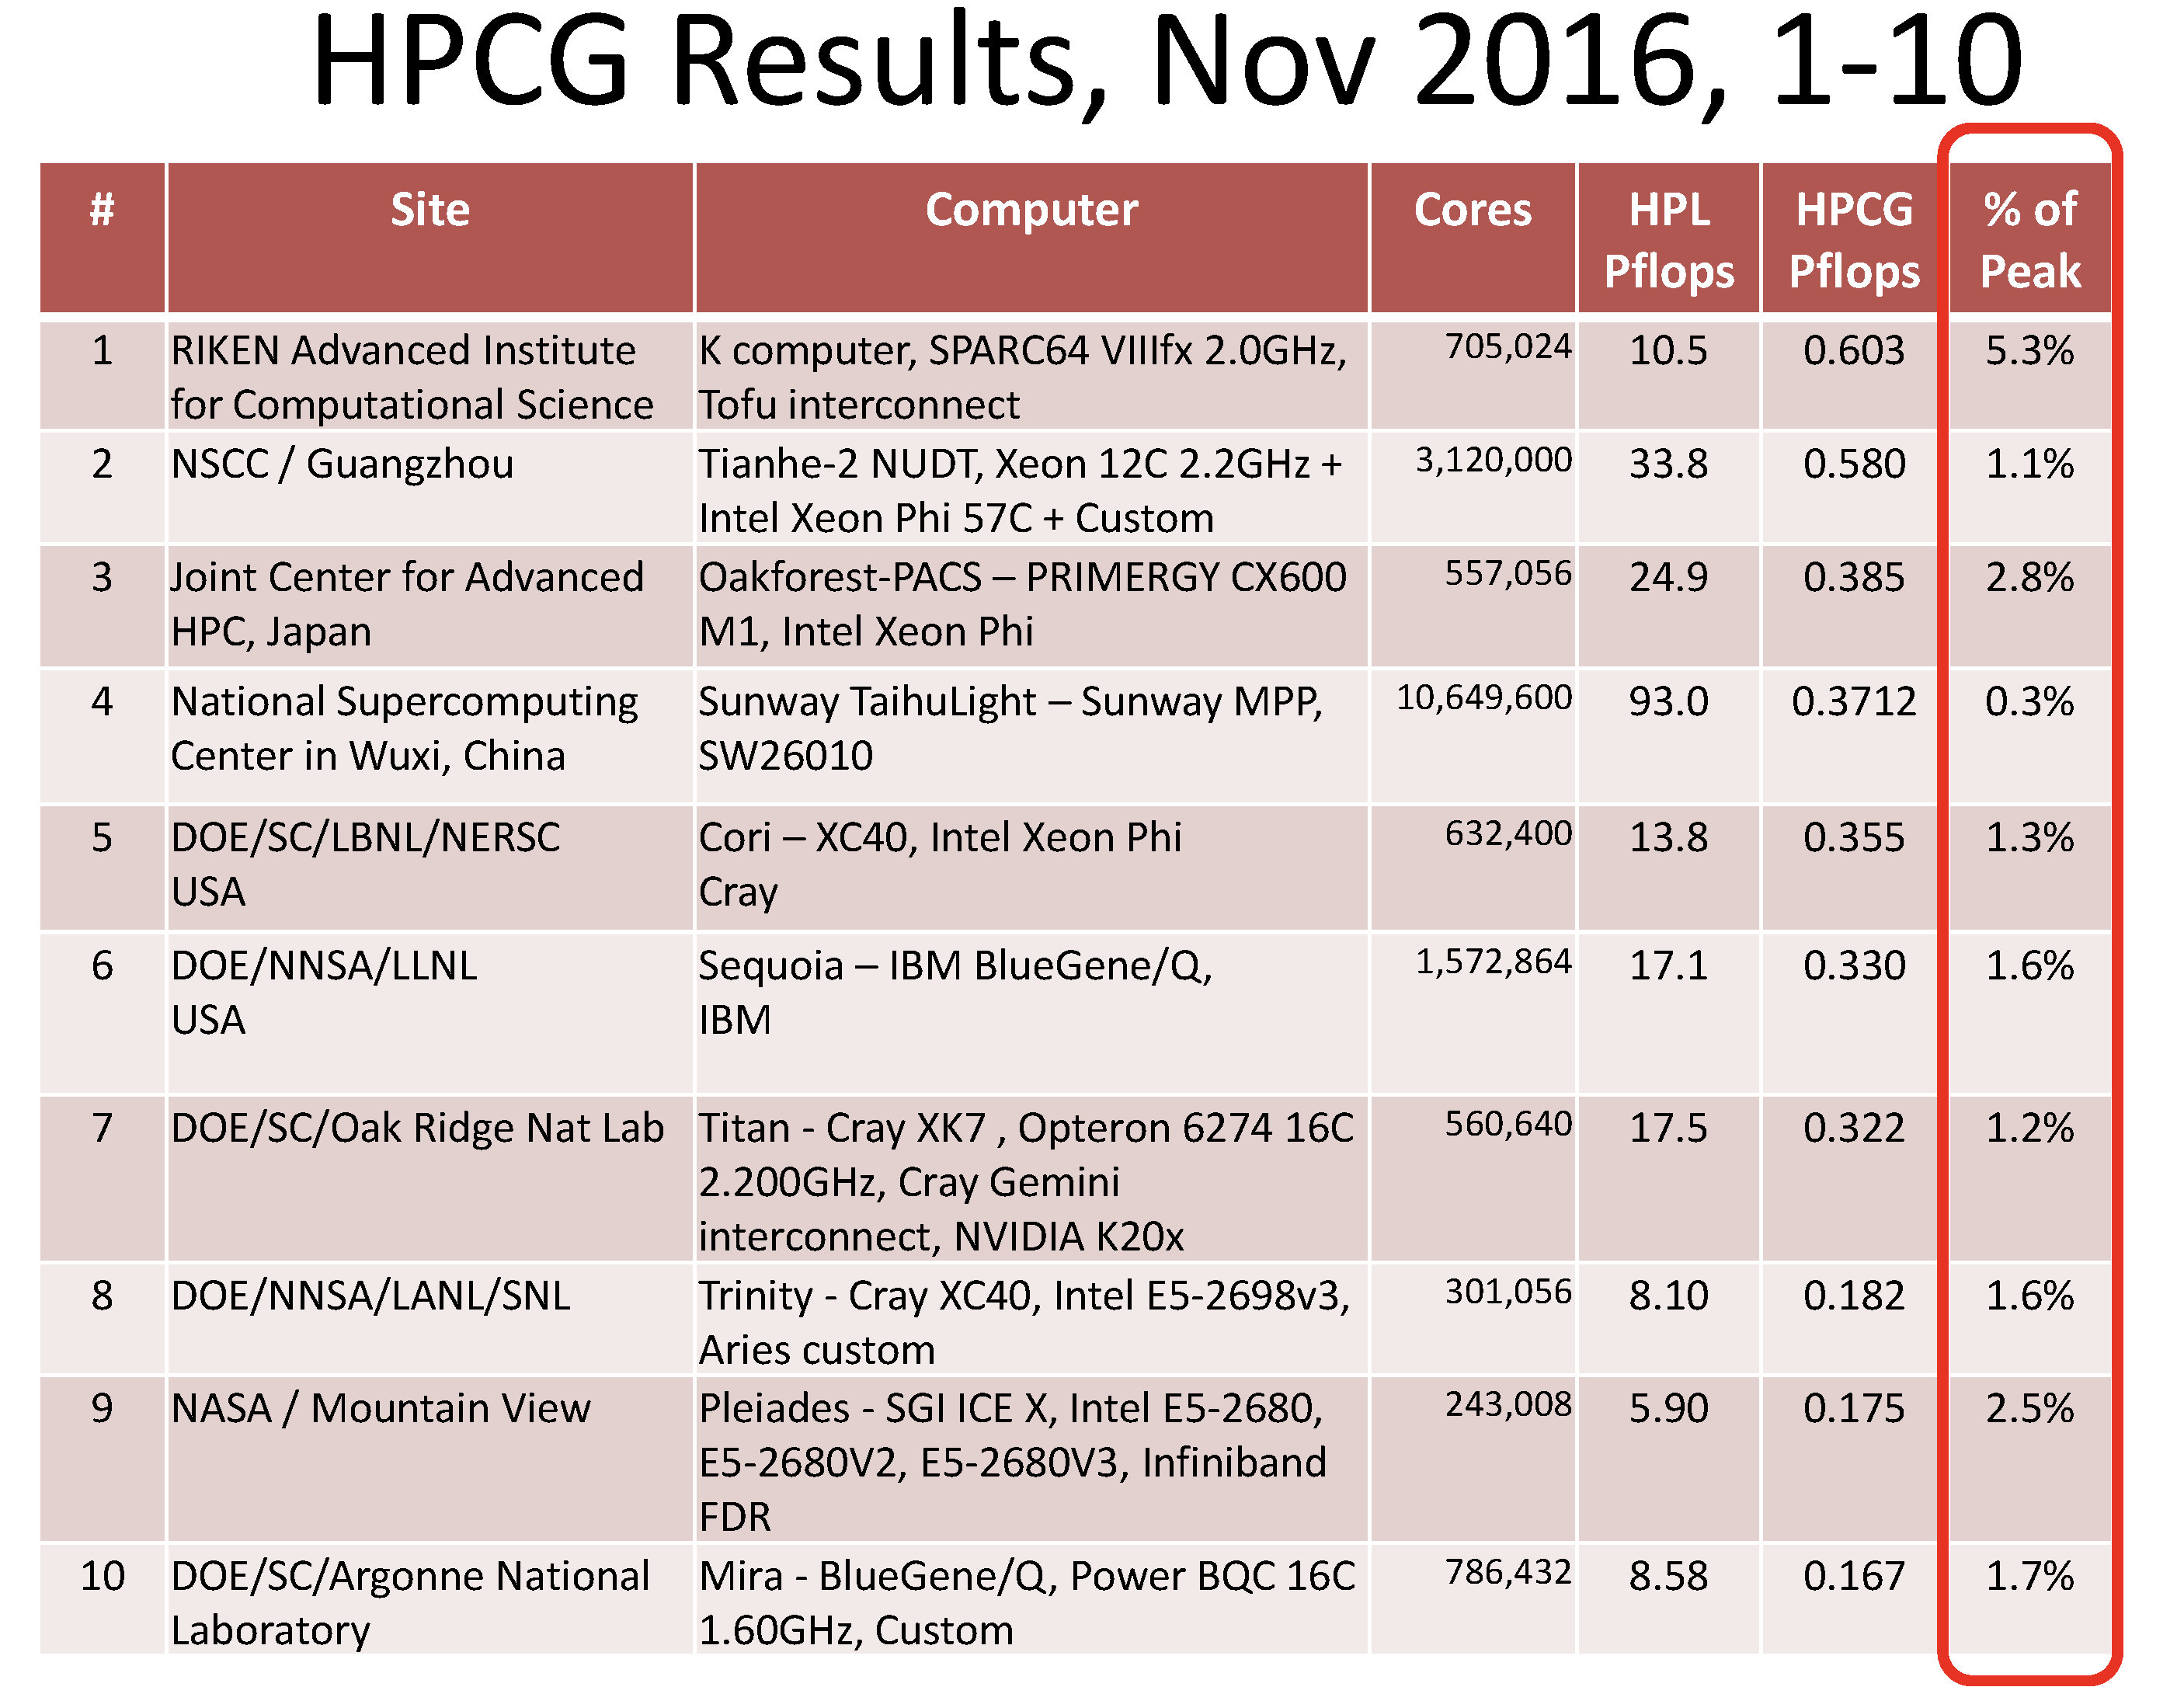 HPCG Results, Nov 2016, 1-10
# Site Computer Cores HPL Pflops HPCG Pflops % of Peak
1 RIKEN Advanced Institute K computer, SPARC64 VIIIfx 2.0GHz, 705,024 10.5 0.603 5.3%
for Computational Science Tofu interconnect
2 NSCC / Guangzhou Tianhe-2 NUDT, Xeon 12C 2.2GHz + 3,120,000 33.8 0.580 1.1%
Intel Xeon Phi 57C + Custom
3 Joint Center for Advanced Oakforest-PACS – PRIMERGY CX600 557,056 24.9 0.385 2.8%
HPC, Japan M1, Intel Xeon Phi
4 National Supercomputing Sunway TaihuLight – Sunway MPP, 10,649,600 93.0 0.3712 0.3%
Center in Wuxi, China SW26010
5 DOE/SC/LBNL/NERSC Cori – XC40, Intel Xeon Phi 632,400 13.8 0.355 1.3%
USA Cray
6 DOE/NNSA/LLNL Sequoia – IBM BlueGene/Q, 1,572,864 17.1 0.330 1.6%
USA IBM
7 DOE/SC/Oak Ridge Nat Lab Titan - Cray XK7 , Opteron 6274 16C 560,640 17.5 0.322 1.2%
2.200GHz, Cray Gemini
interconnect, NVIDIA K20x
8 DOE/NNSA/LANL/SNL Trinity - Cray XC40, Intel E5-2698v3, 301,056 8.10 0.182 1.6%
Aries custom
9 NASA / Mountain View Pleiades - SGI ICE X, Intel E5-2680, 243,008 5.90 0.175 2.5%
E5-2680V2, E5-2680V3, Infiniband
FDR
10 DOE/SC/Argonne National Mira - BlueGene/Q, Power BQC 16C 786,432 8.58 0.167 1.7%
Laboratory 1.60GHz, Custom